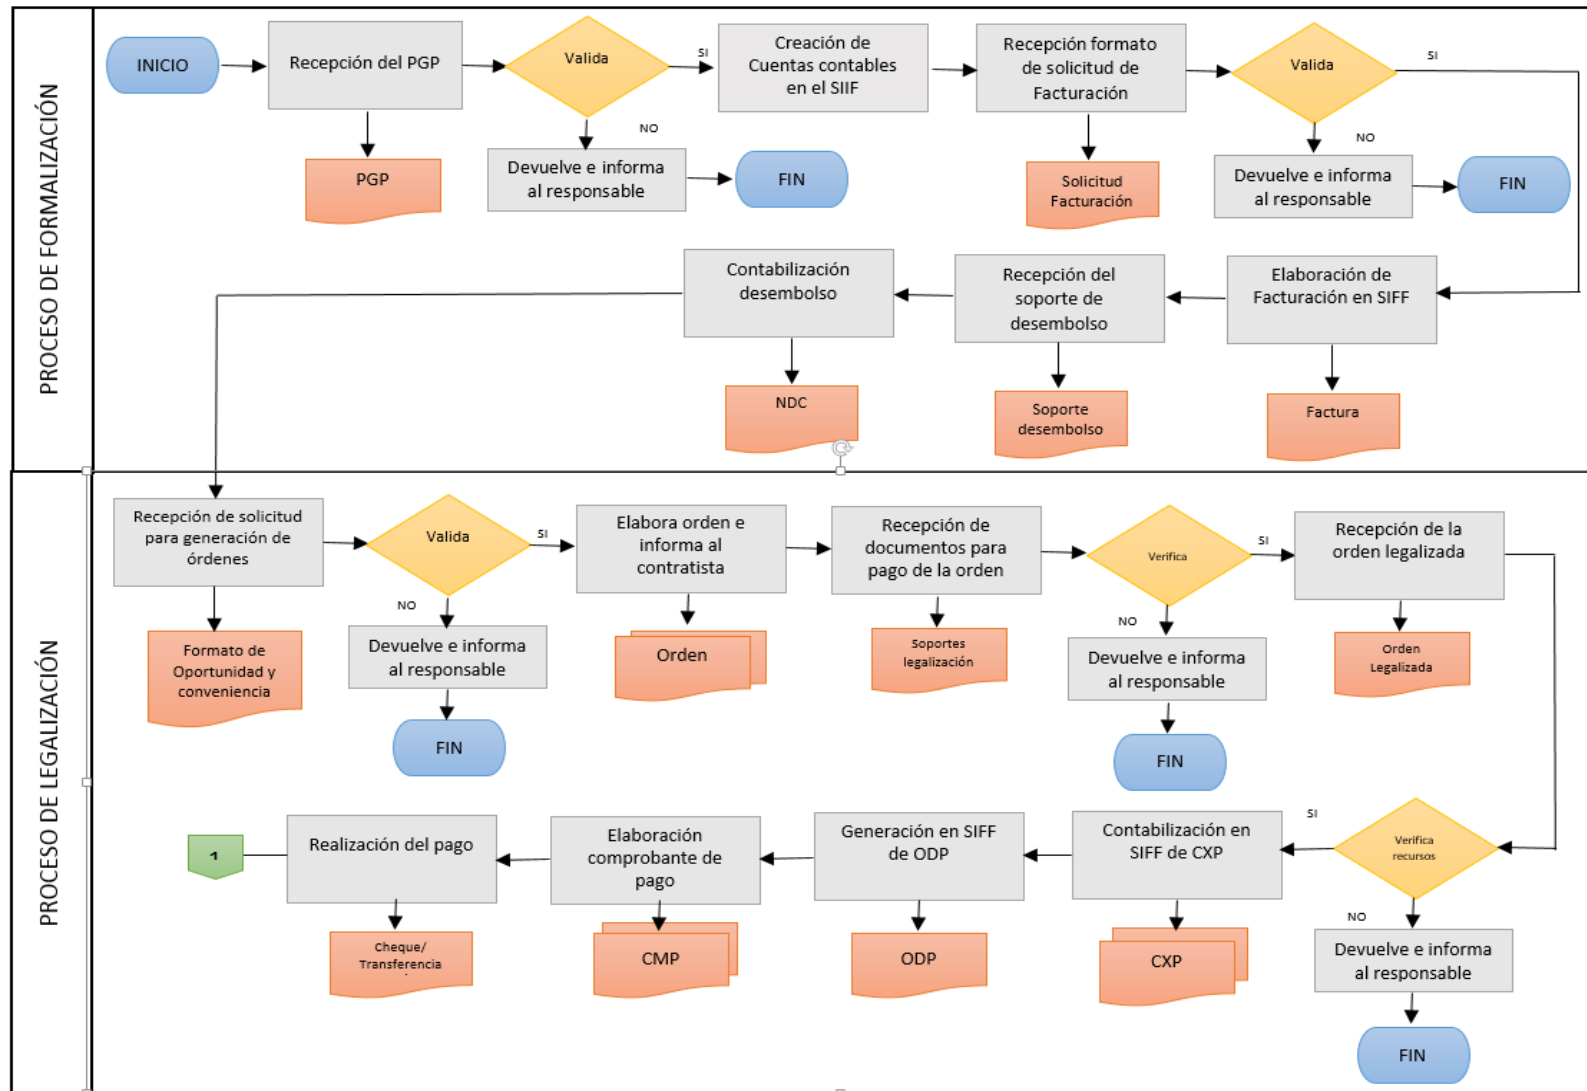 PROCESO DE FORMALIZACIÓN
INICIO
Recepción del PGP
Valida
SI
Creación de
Cuentas contables
en el SIIF
Recepción formato
de solicitud de
Facturación
Valida
SI
NO
NO
PGP
Devuelve e informa
al responsable
FIN
Solicitud
Facturación
Devuelve e informa
al responsable
FIN
Contabilización
desembolso
Recepción del
soporte de
desembolso
Elaboración de
Facturación en SIFF
NDC
Soporte
desembolso
Factura
PROCESO DE LEGALIZACIÓN
Recepción de solicitud
para generación de
órdenes
Valida
SI
Elabora orden e
informa al
contratista
Recepción de
documentos para
pago de la orden
Verifica
SI
Recepción de la
orden legalizada
NO
NO
Formato de
Oportunidad y
conveniencia
Devuelve e informa
al responsable
Orden
Soportes
legalización
Devuelve e informa
al responsable
Orden
Legalizada
FIN
FIN
1
Realización del pago
Elaboración
comprobante de
pago
Generación en SIFF
de ODP
Contabilización en
SIFF de CXP
SI
Verifica
recursos
NO
Cheque/
Transferencia
CMP
ODP
CXP
Devuelve e informa
al responsable
FIN